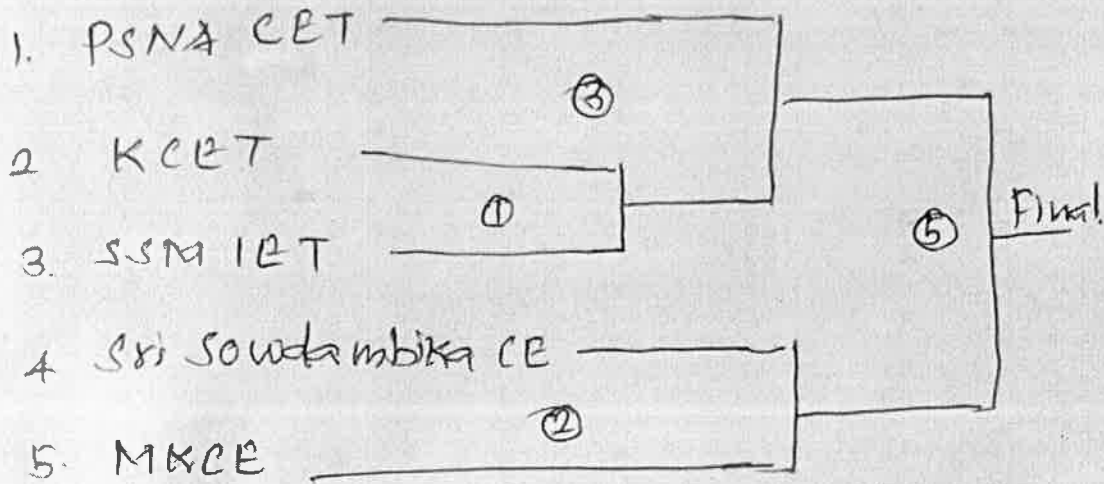 1. PSNA CET
③
2 KCET
①
3. SSM IET
⑤ Final.
4 Sri Sowdambika CE
②
5. MKCE